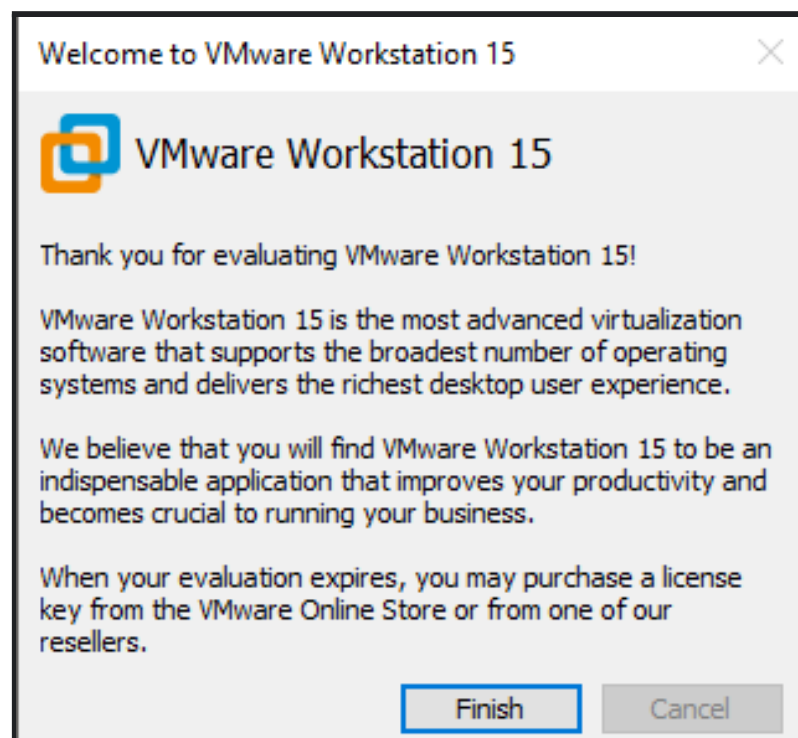 Welcome to VMware Workstation 15
VMware Workstation 15
Thank you for evaluating VMware Workstation 15!
VMware Workstation 15 is the most advanced virtualization
software that supports the broadest number of operating
systems and delivers the richest desktop user experience.
We believe that you will find VMware Workstation 15 to be an
indispensable application that improves your productivity and
becomes crucial to running your business.
When your evaluation expires, you may purchase a license
key from the VMware Online Store or from one of our
resellers.
Finish Cancel